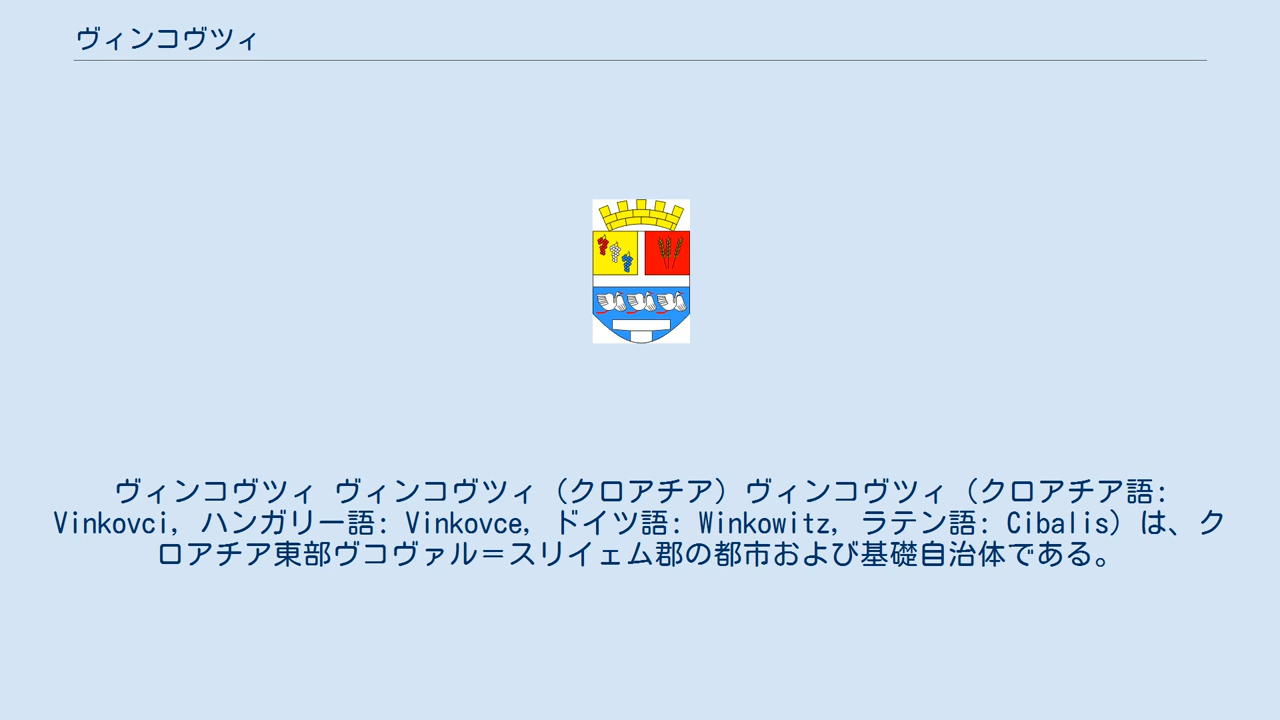 ヴィンコヴツィ
ヴィンコヴツィ ヴィンコヴツィ（クロアチア）ヴィンコヴツィ（クロアチア語:
Vinkovci, ハンガリー語: Vinkovce, ドイツ語: Winkowitz, ラテン語: Cibalis）は、ク
ロアチア東部ヴコヴァル＝スリイェム郡の都市および基礎自治体である。